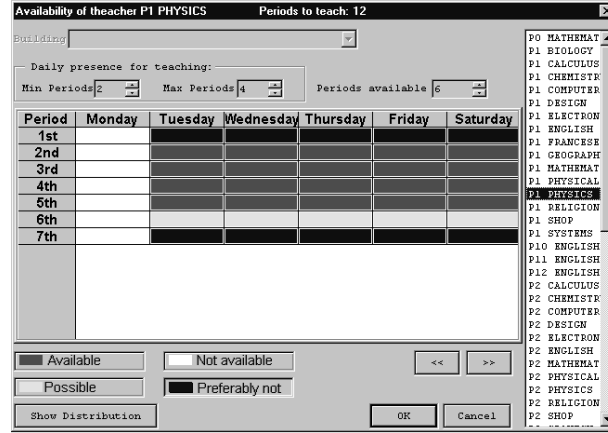 Availability of theacher P1 PHYSICS Periods to teach: 12
Building
Daily presence for teaching:
Min Periods 2 Max Periods 4 Periods available 6
Period Monday Tuesday Wednesday Thursday Friday Saturday
1st
2nd
3rd
4th
5th
6th
7th
Available Not available << >>
Possible Preferably not
Show Distribution OK Cancel
P0 MATHEMAT
P1 BIOLOGY
P1 CALCULUS
P1 CHEMISTR
P1 COMPUTER
P1 DESIGN
P1 ELECTRON
P1 ENGLISH
P1 FRANCESE
P1 GEOGRAPH
P1 MATHEMAT
P1 PHYSICAL
P1 PHYSICS
P1 RELIGION
P1 SHOP
P1 SYSTEMS
P10 ENGLISH
P11 ENGLISH
P12 ENGLISH
P2 CALCULUS
P2 CHEMISTR
P2 COMPUTER
P2 DESIGN
P2 ELECTRON
P2 ENGLISH
P2 MATHEMAT
P2 PHYSICAL
P2 PHYSICS
P2 RELIGION
P2 SHOP